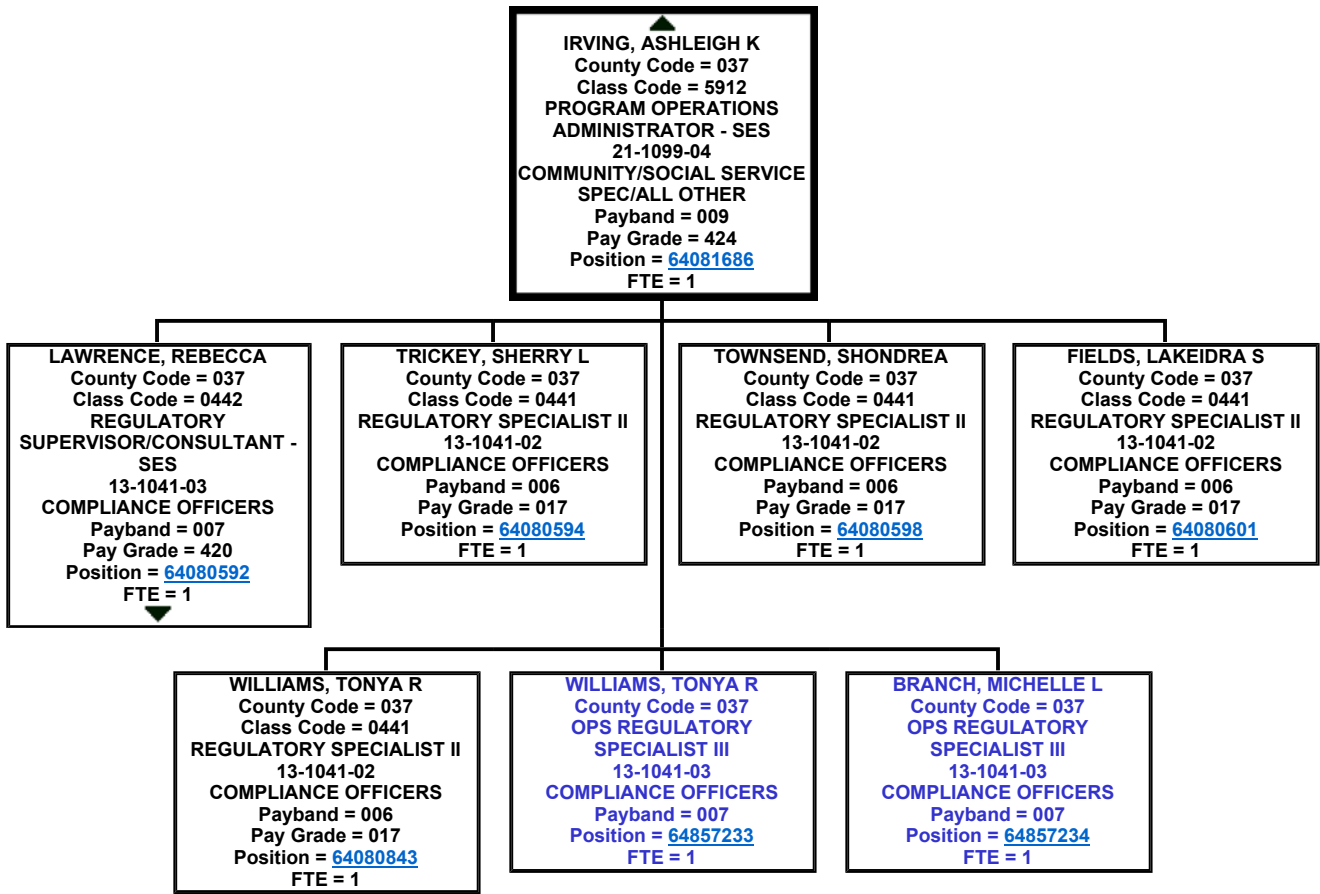 IRVING, ASHLEIGH K
County Code = 037
Class Code = 5912
PROGRAM OPERATIONS
ADMINISTRATOR - SES
21-1099-04
COMMUNITY/SOCIAL SERVICE
SPEC/ALL OTHER
Payband = 009
Pay Grade = 424
Position = 64081686
FTE = 1
LAWRENCE, REBECCA
County Code = 037
Class Code = 0442
REGULATORY
SUPERVISOR/CONSULTANT -
SES
13-1041-03
COMPLIANCE OFFICERS
Payband = 007
Pay Grade = 420
Position = 64080592
FTE = 1
TRICKEY, SHERRY L
County Code = 037
Class Code = 0441
REGULATORY SPECIALIST II
13-1041-02
COMPLIANCE OFFICERS
Payband = 006
Pay Grade = 017
Position = 64080594
FTE = 1
TOWNSEND, SHONDREA
County Code = 037
Class Code = 0441
REGULATORY SPECIALIST II
13-1041-02
COMPLIANCE OFFICERS
Payband = 006
Pay Grade = 017
Position = 64080598
FTE = 1
FIELDS, LAKEIDRA S
County Code = 037
Class Code = 0441
REGULATORY SPECIALIST II
13-1041-02
COMPLIANCE OFFICERS
Payband = 006
Pay Grade = 017
Position = 64080601
FTE = 1
WILLIAMS, TONYA R
County Code = 037
Class Code = 0441
REGULATORY SPECIALIST II
13-1041-02
COMPLIANCE OFFICERS
Payband = 006
Pay Grade = 017
Position = 64080843
FTE = 1
WILLIAMS, TONYA R
County Code = 037
OPS REGULATORY
SPECIALIST III
13-1041-03
COMPLIANCE OFFICERS
Payband = 007
Position = 64857233
FTE = 1
BRANCH, MICHELLE L
County Code = 037
OPS REGULATORY
SPECIALIST III
13-1041-03
COMPLIANCE OFFICERS
Payband = 007
Position = 64857234
FTE = 1